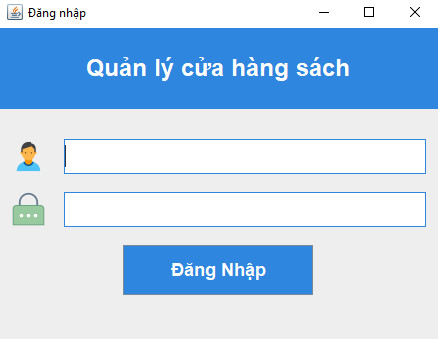 Đăng nhập
Quản lý cửa hàng sách
Đăng Nhập